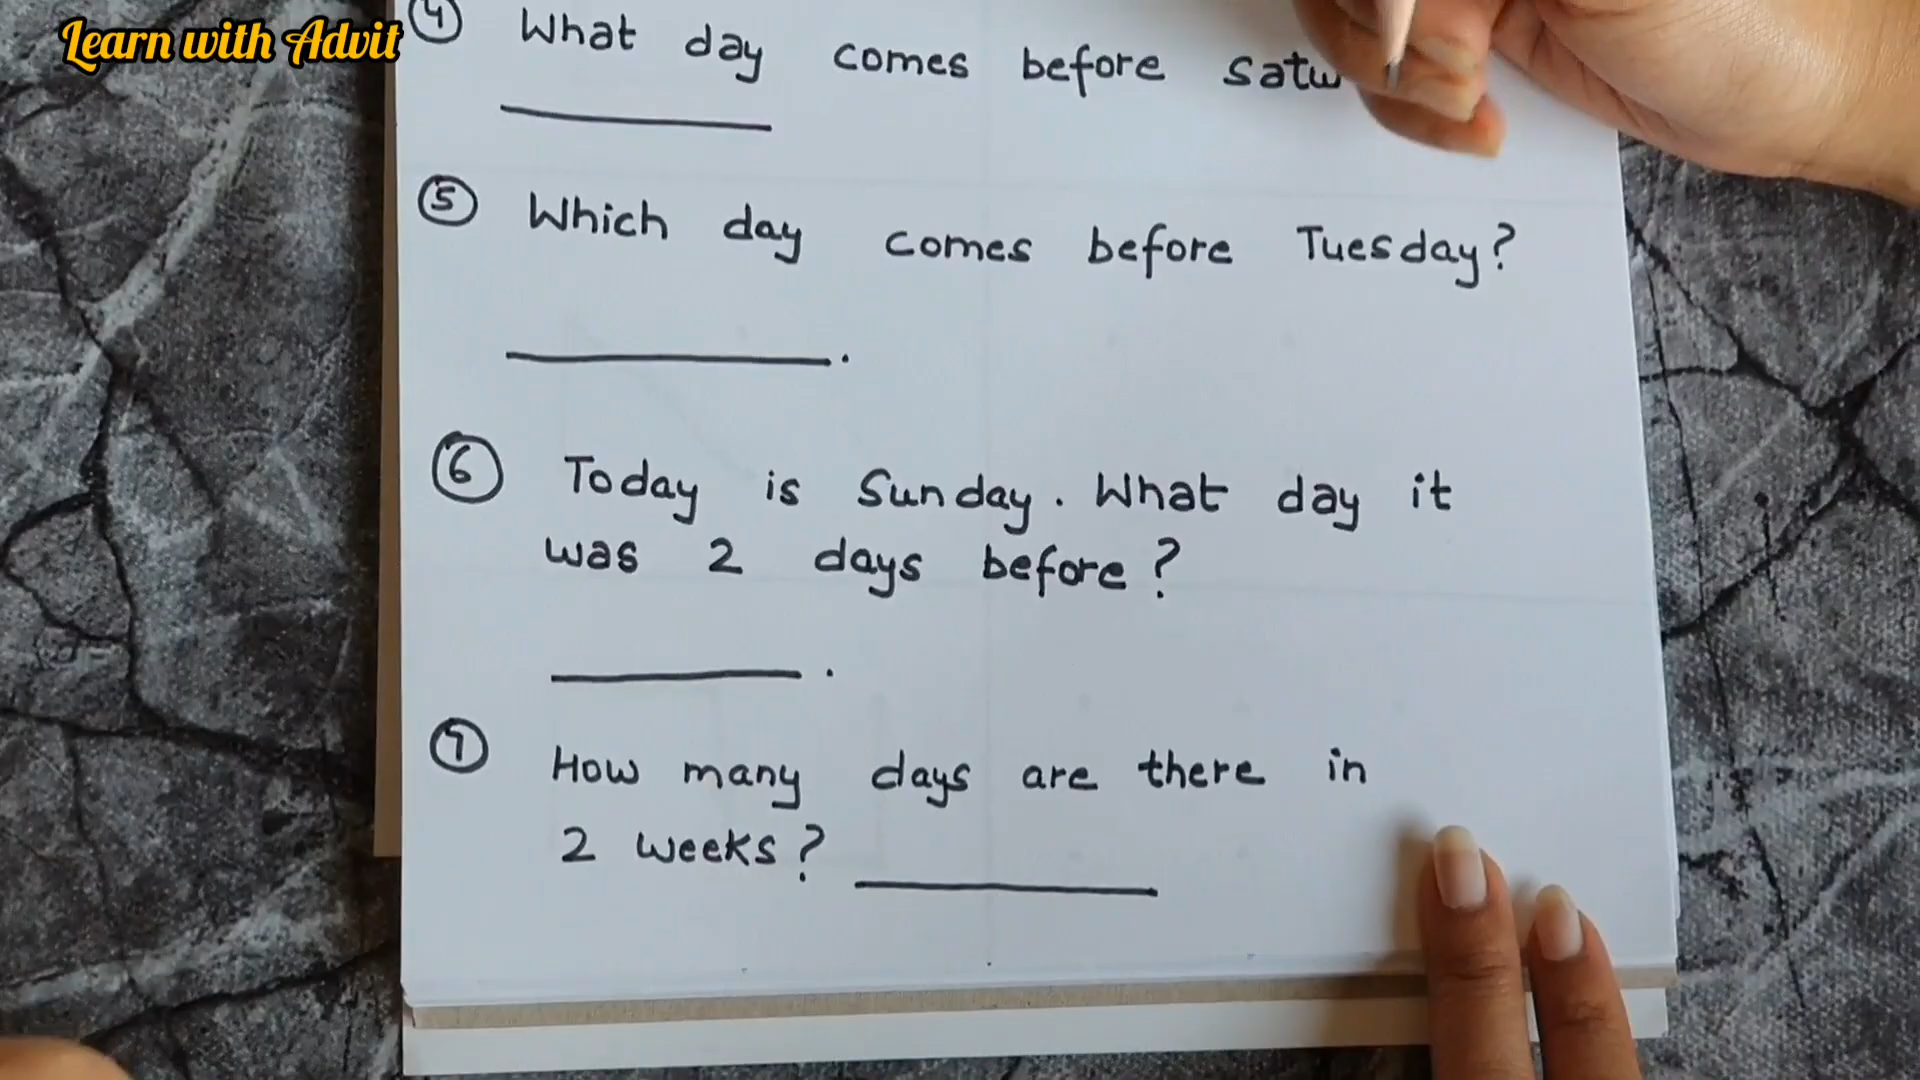 Learn with Advit
4 What day comes before
5 Which day comes before Tuesday?
6 Today is Sunday. What day it
was 2 days before?
7 How many days are there in
2 weeks?